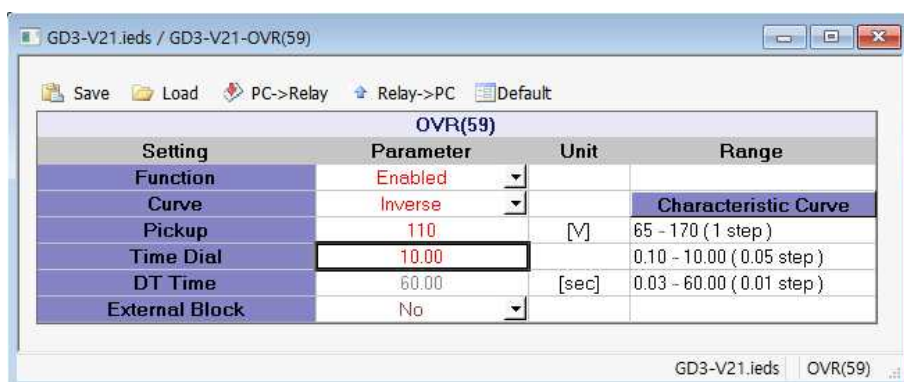 GD3-V21.ieds / GD3-V21-OVR(59)
Save Load PC->Relay Relay->PC Default
OVR(59)
Setting Parameter Unit Range
Function Enabled
Curve Inverse Characteristic Curve
Pickup 110 [V] 65 - 170 ( 1 step )
Time Dial 10.00 0.10 - 10.00 ( 0.05 step )
DT Time 60.00 [sec] 0.03 - 60.00 ( 0.01 step )
External Block No
GD3-V21.ieds OVR(59)